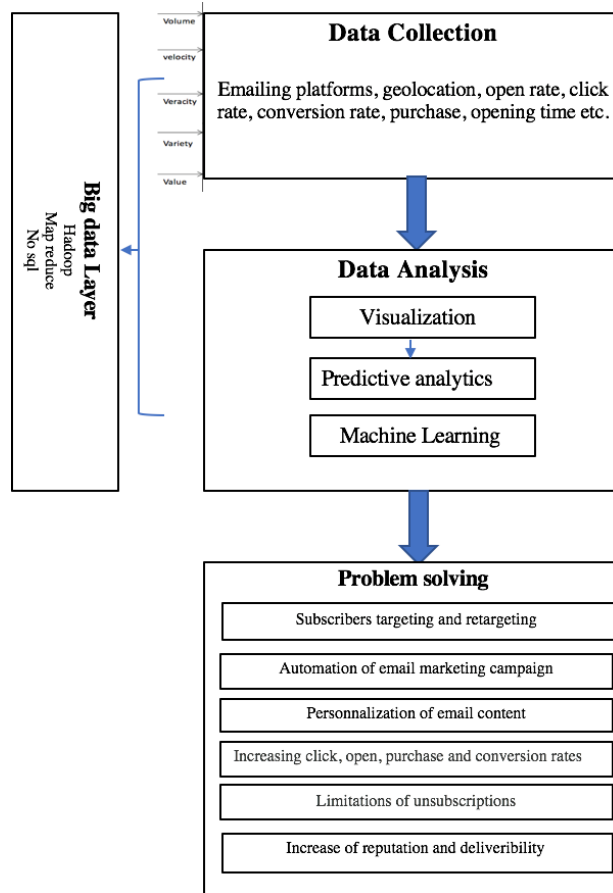 Volume
velocity
Veracity
Variety
Value
Data Collection
Emailing platforms, geolocation, open rate, click
rate, conversion rate, purchase, opening time etc.
Big data Layer
Hadoop
Map reduce
No sql
Data Analysis
Visualization
Predictive analytics
Machine Learning
Problem solving
Subscribers targeting and retargeting
Automation of email marketing campaign
Personnalization of email content
Increasing click, open, purchase and conversion rates
Limitations of unsubscriptions
Increase of reputation and deliveribility